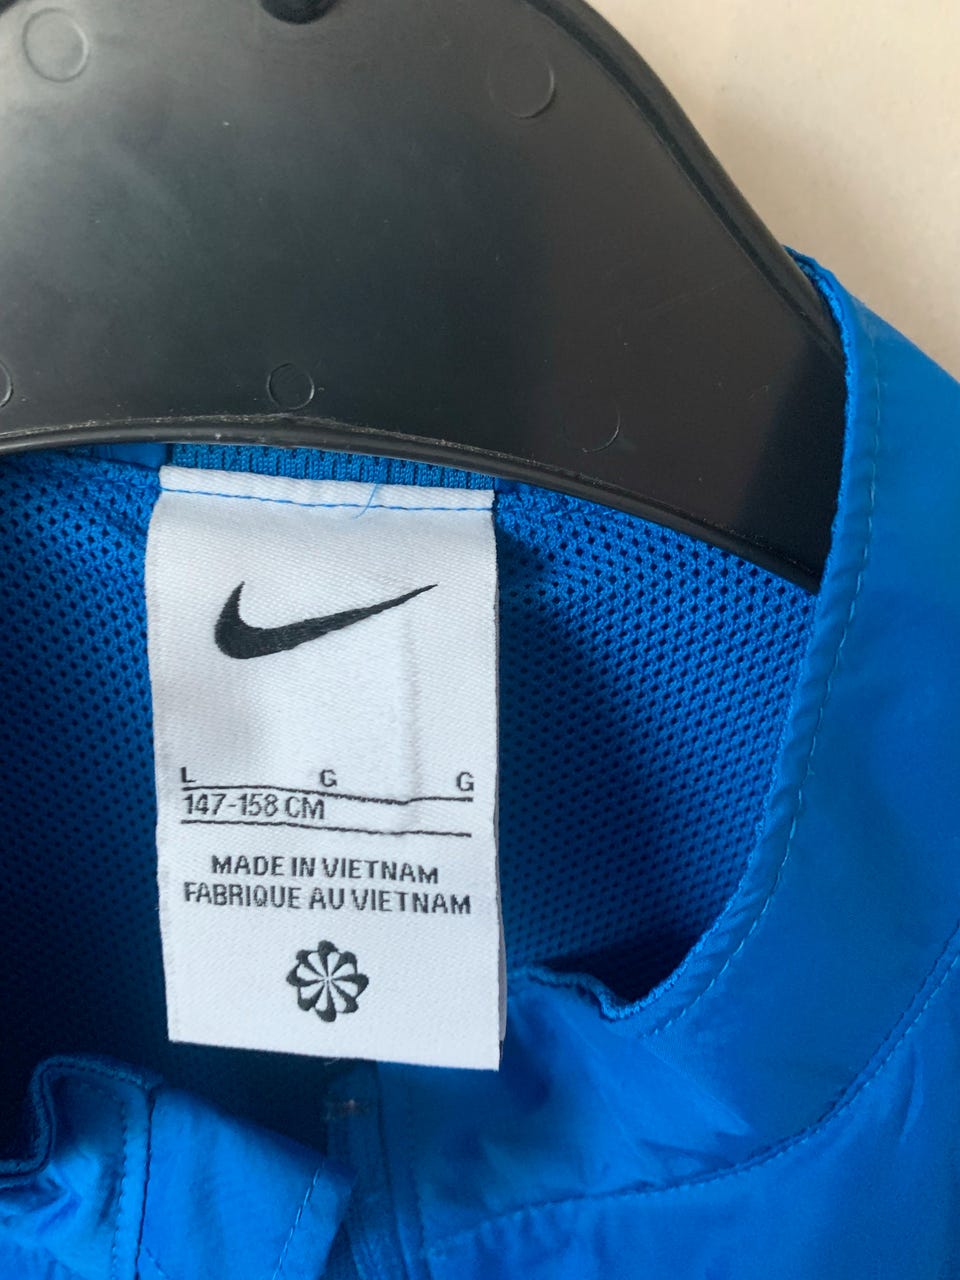 L G G
147-158 CM
MADE IN VIETNAM
FABRIQUE AU VIETNAM